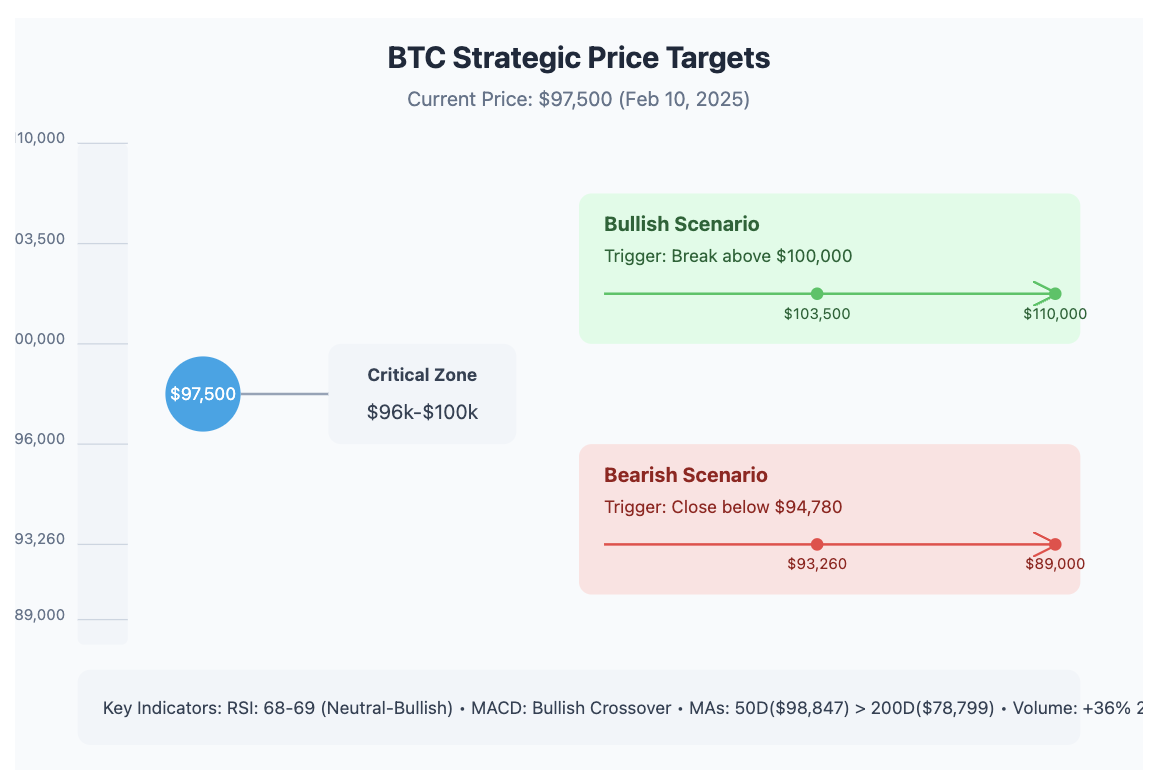 BTC Strategic Price Targets
Current Price: $97,500 (Feb 10, 2025)
10,000
03,500
00,000
96,000
93,260
89,000
$97,500
Critical Zone
$96k-$100k
Bullish Scenario
Trigger: Break above $100,000
$103,500
$110,000
Bearish Scenario
Trigger: Close below $94,780
$93,260
$89,000
Key Indicators: RSI: 68-69 (Neutral-Bullish) • MACD: Bullish Crossover • MAs: 50D($98,847) > 200D($78,799) • Volume: +36% 2